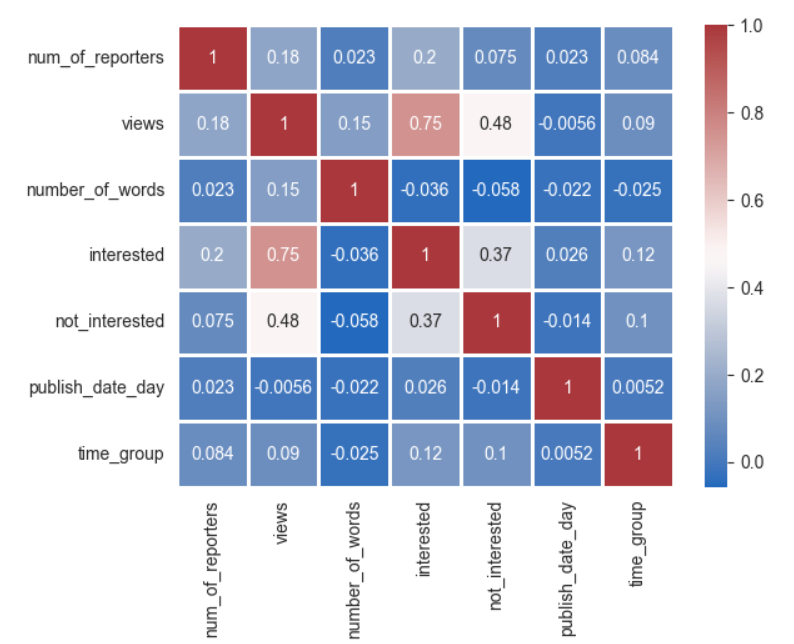 num_of_reporters 1 0.18 0.023 0.2 0.075 0.023 0.084
views 0.18 1 0.15 0.75 0.48 -0.0056 0.09
number_of_words 0.023 0.15 1 -0.036 -0.058 -0.022 -0.025
interested 0.2 0.75 -0.036 1 0.37 0.026 0.12
not_interested 0.075 0.48 -0.058 0.37 1 -0.014 0.1
publish_date_day 0.023 -0.0056 -0.022 0.026 -0.014 1 0.0052
time_group 0.084 0.09 -0.025 0.12 0.1 0.0052 1
num_of_reporters
views
number_of_words
interested
not_interested
publish_date_day
time_group
1.0
0.8
0.6
0.4
0.2
0.0